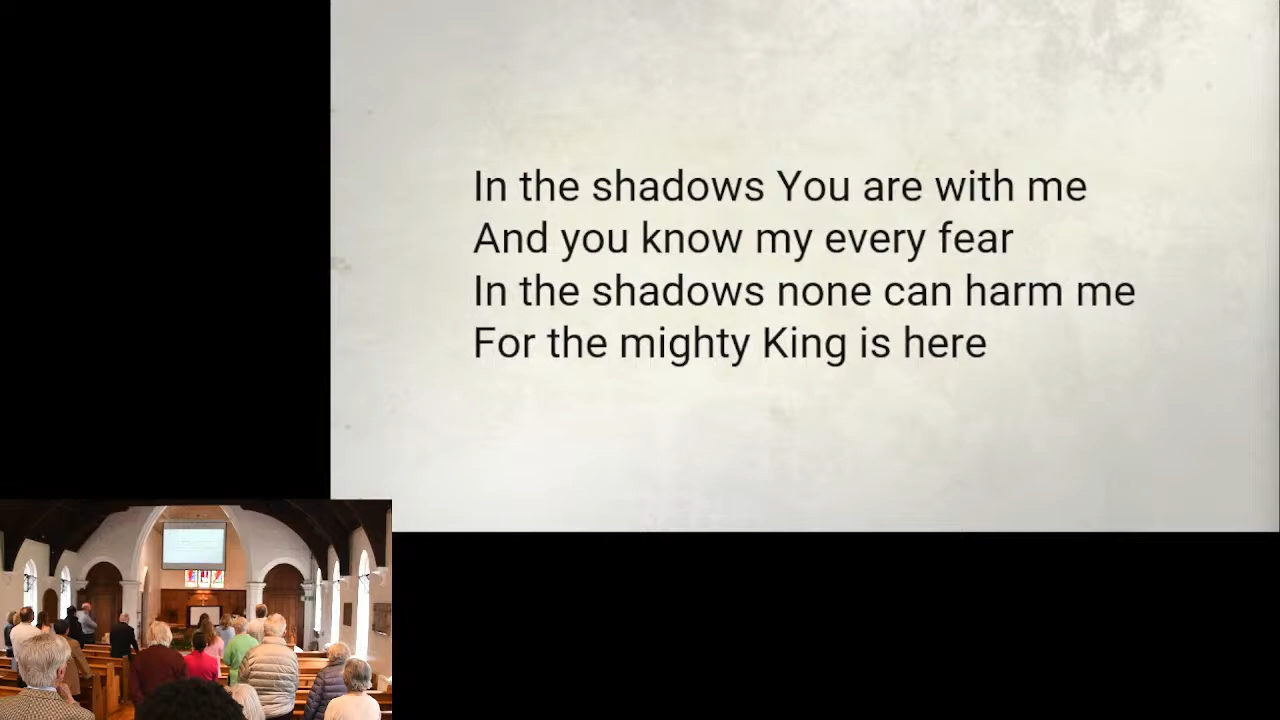 In the shadows You are with me
And you know my every fear
In the shadows none can harm me
For the mighty King is here